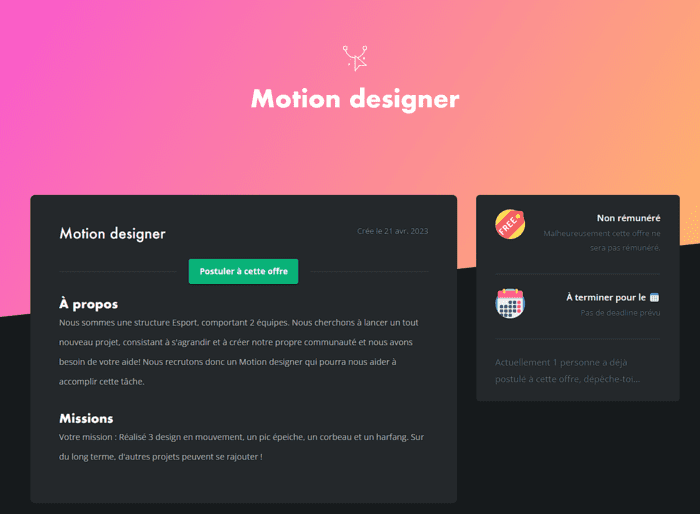 Motion designer
Motion designer
Crée le 21 avr. 2023
Postuler à cette offre
À propos
Nous sommes une structure Esport, comportant 2 équipes. Nous cherchons à lancer un tout
nouveau projet, consistant à s'agrandir et à créer notre propre communauté et nous avons
besoin de votre aide! Nous recrutons donc un Motion designer qui pourra nous aider à
accomplir cette tâche.
Missions
Votre mission : Réalisé 3 design en mouvement, un pic épeiche, un corbeau et un harfang. Sur
du long terme, d'autres projets peuvent se rajouter !
FREE
Non rémunéré
Malheureusement cette offre ne
sera pas rémunéré.
À terminer pour le
Pas de deadline prévu
Actuellement 1 personne a déjà
postulé à cette offre, dépêche-toi...